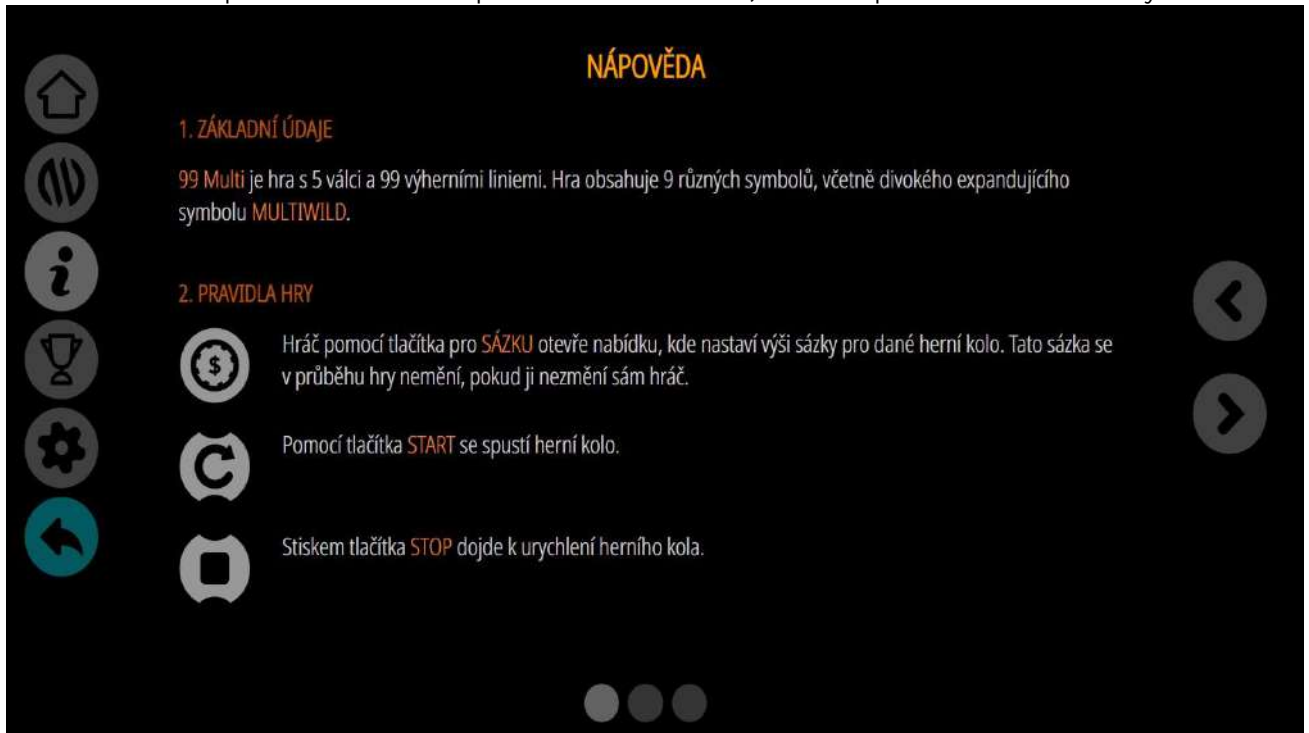 NÁPOVĚDA
1. ZÁKLADNÍ ÚDAJE
99 Multi je hra s 5 válci a 99 výherními liniemi. Hra obsahuje 9 různých symbolů, včetně divokého expandujícího
symbolu MULTIWILD.
2. PRAVIDLA HRY
Hráč pomocí tlačítka pro SÁZKU otevře nabídku, kde nastaví výši sázky pro dané herní kolo. Tato sázka se
v průběhu hry nemění, pokud ji nezmění sám hráč.
Pomocí tlačítka START se spustí herní kolo.
Stiskem tlačítka STOP dojde k urychlení herního kola.